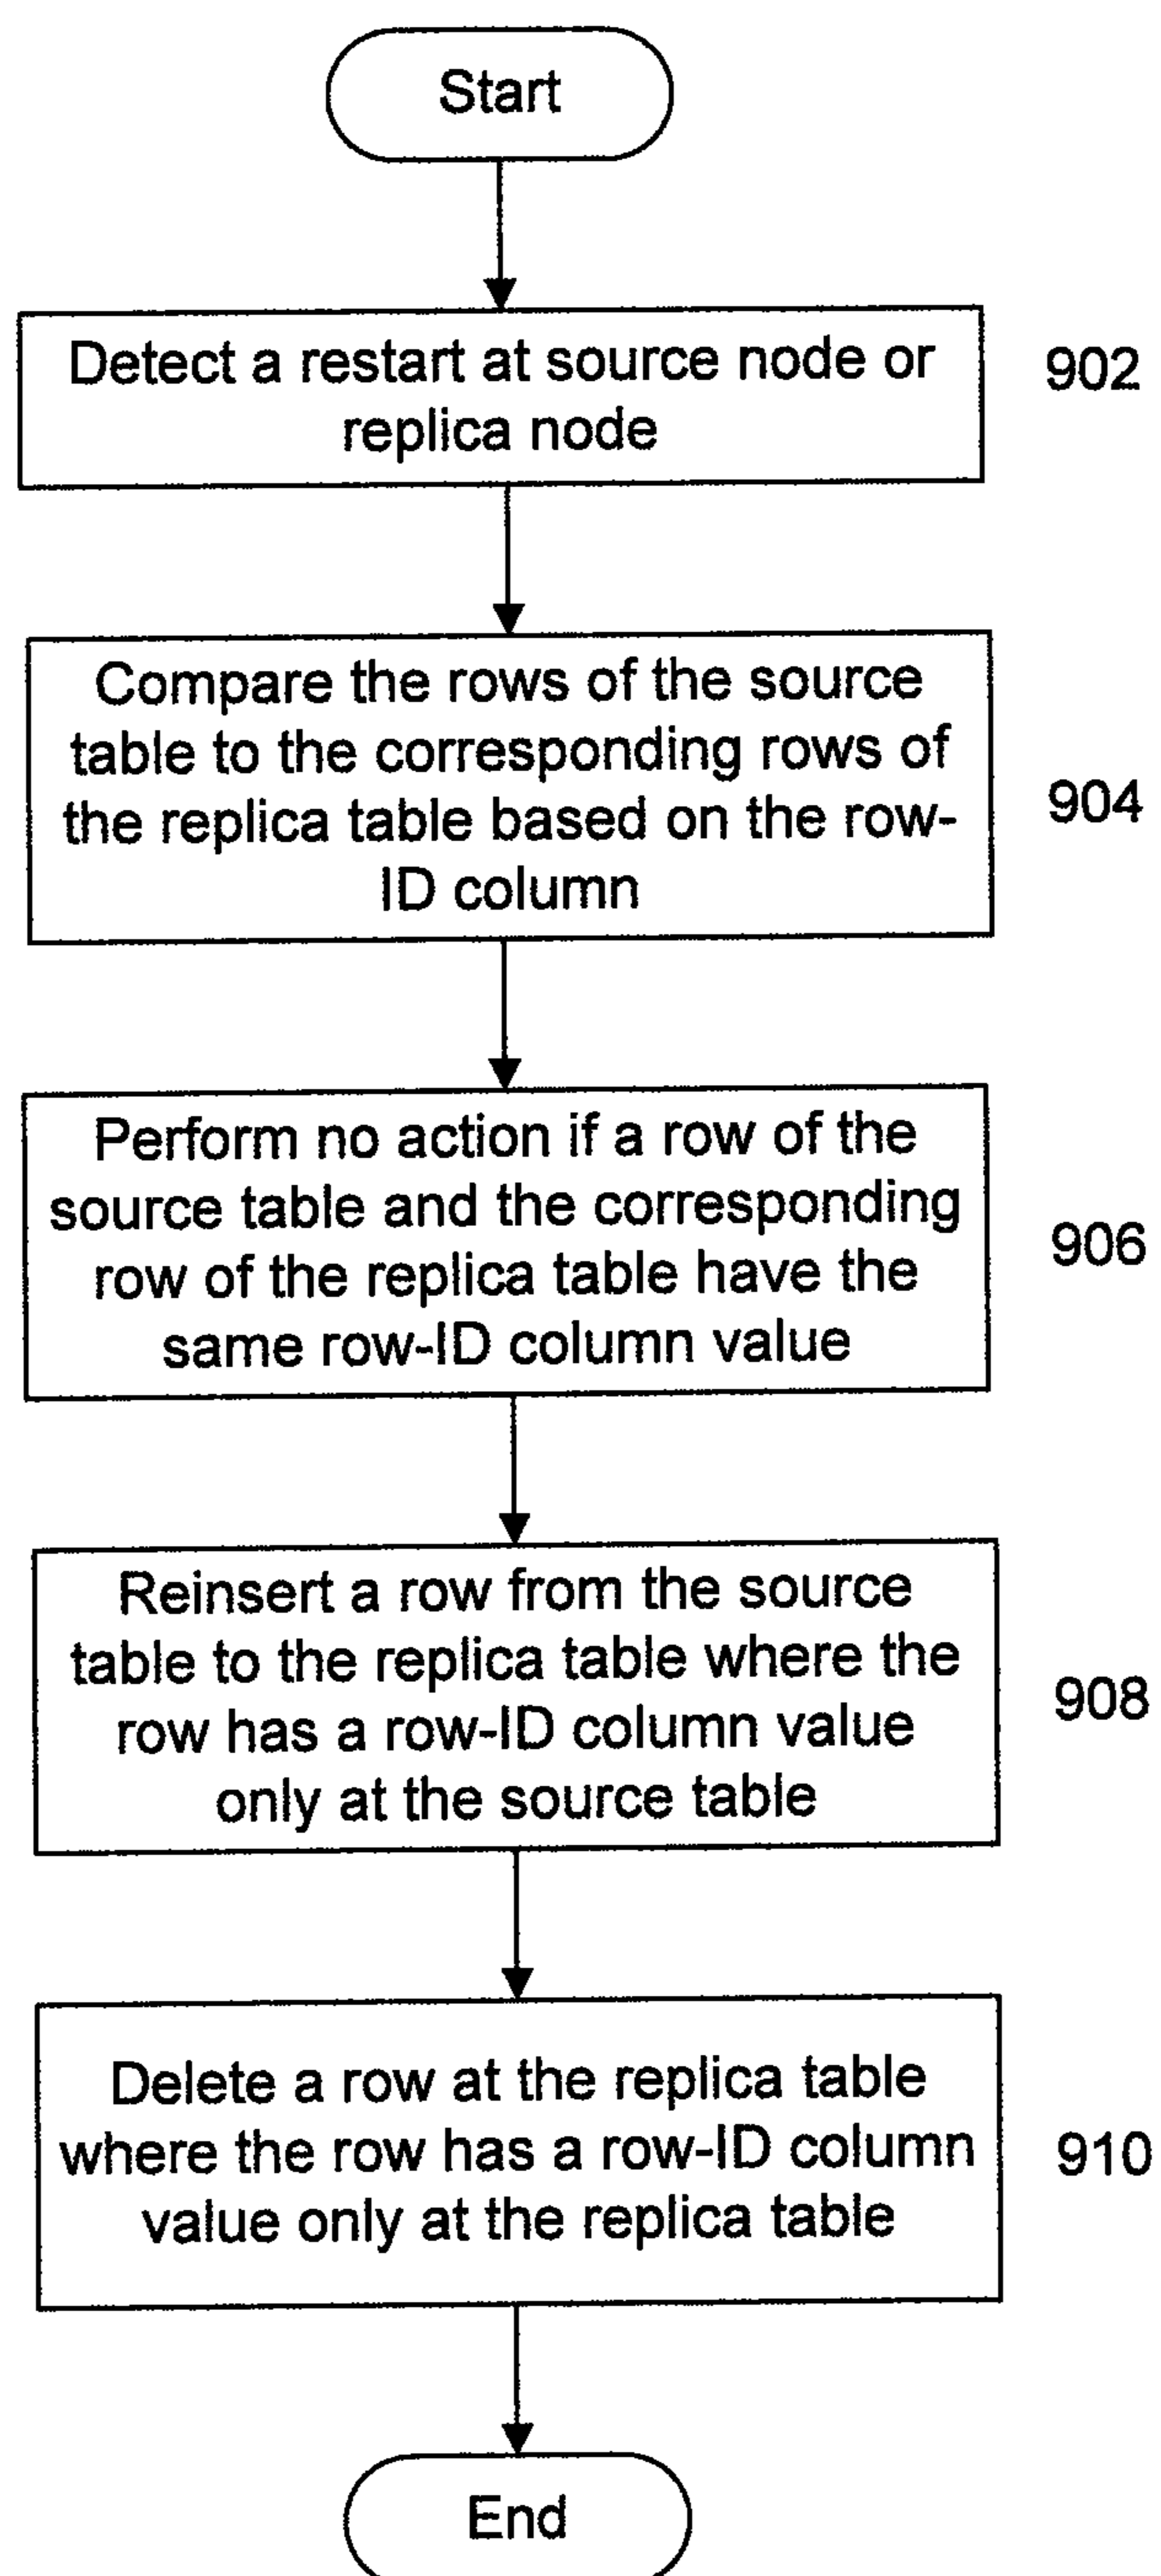 Start
Detect a restart at source node or
replica node
902
Compare the rows of the source
table to the corresponding rows of
the replica table based on the row-
ID column
904
Perform no action if a row of the
source table and the corresponding
row of the replica table have the
same row-ID column value
906
Reinsert a row from the source
table to the replica table where the
row has a row-ID column value
only at the source table
908
Delete a row at the replica table
where the row has a row-ID column
value only at the replica table
910
End